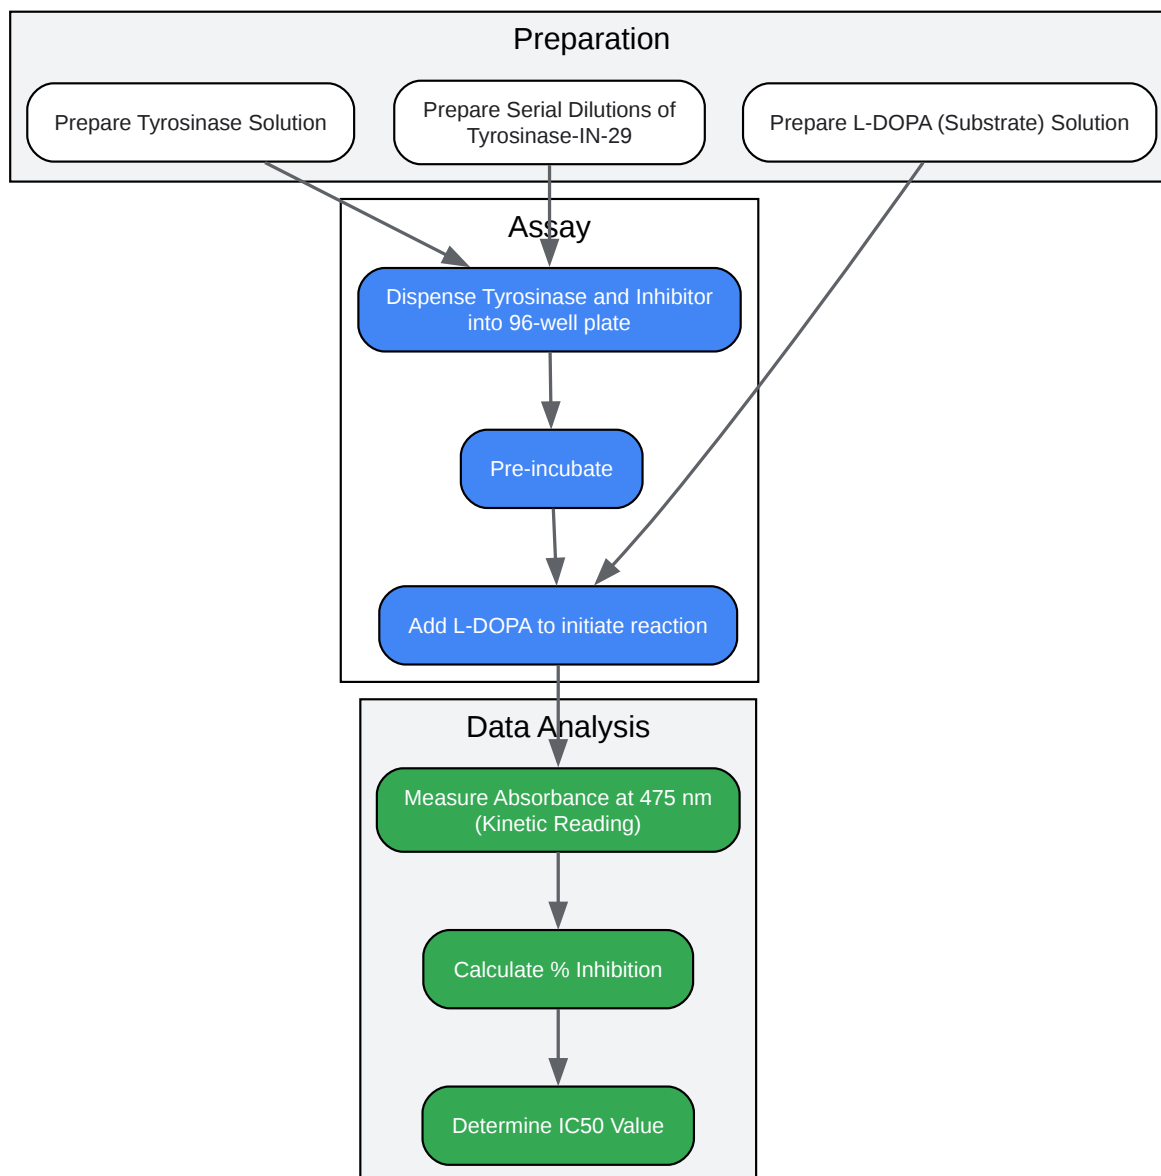 Preparation
Prepare Tyrosinase Solution
Prepare Serial Dilutions of
Tyrosinase-IN-29
Prepare L-DOPA (Substrate) Solution
Assay
Dispense Tyrosinase and Inhibitor
into 96-well plate
Pre-incubate
Add L-DOPA to initiate reaction
Data Analysis
Measure Absorbance at 475 nm
(Kinetic Reading)
Calculate % Inhibition
Determine IC50 Value